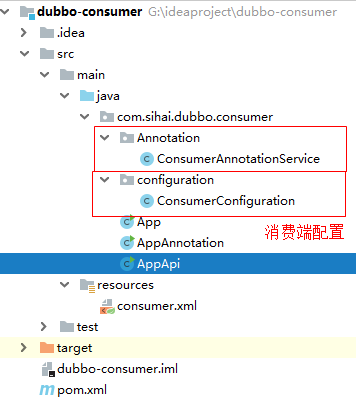 dubbo-consumer G:\ideaproject\dubbo-consumer
.idea
src
main
java
com.sihai.dubbo.consumer
Annotation
ConsumerAnnotationService
configuration
ConsumerConfiguration
App
消费端配置
AppAnnotation
AppApi
resources
consumer.xml
test
target
dubbo-consumer.iml
pom.xml